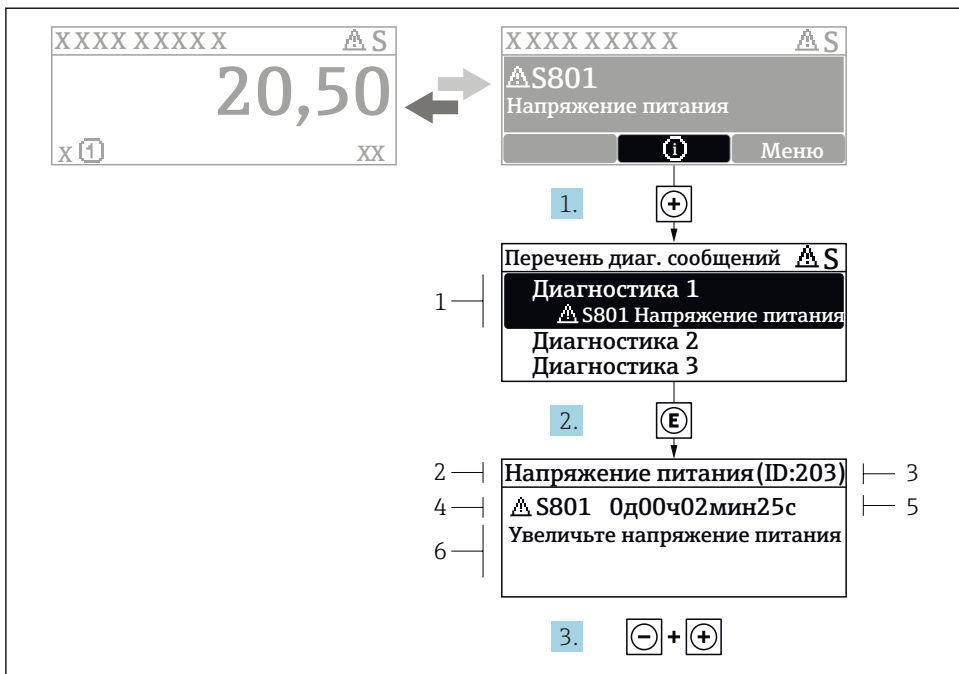 XXXX XXXXX ⚠S
20,50
x ① XX
XXXX XXXXX ⚠S
⚠S801
Напряжение питания
ⓘ Меню
1. +
Перечень диаг. сообщений ⚠S
1 Диагностика 1
⚠ S801 Напряжение питания
Диагностика 2
Диагностика 3
2. E
2 Напряжение питания (ID:203) 3
4 ⚠ S801 0д00ч02мин25с 5
6 Увеличьте напряжение питания
3. − + +